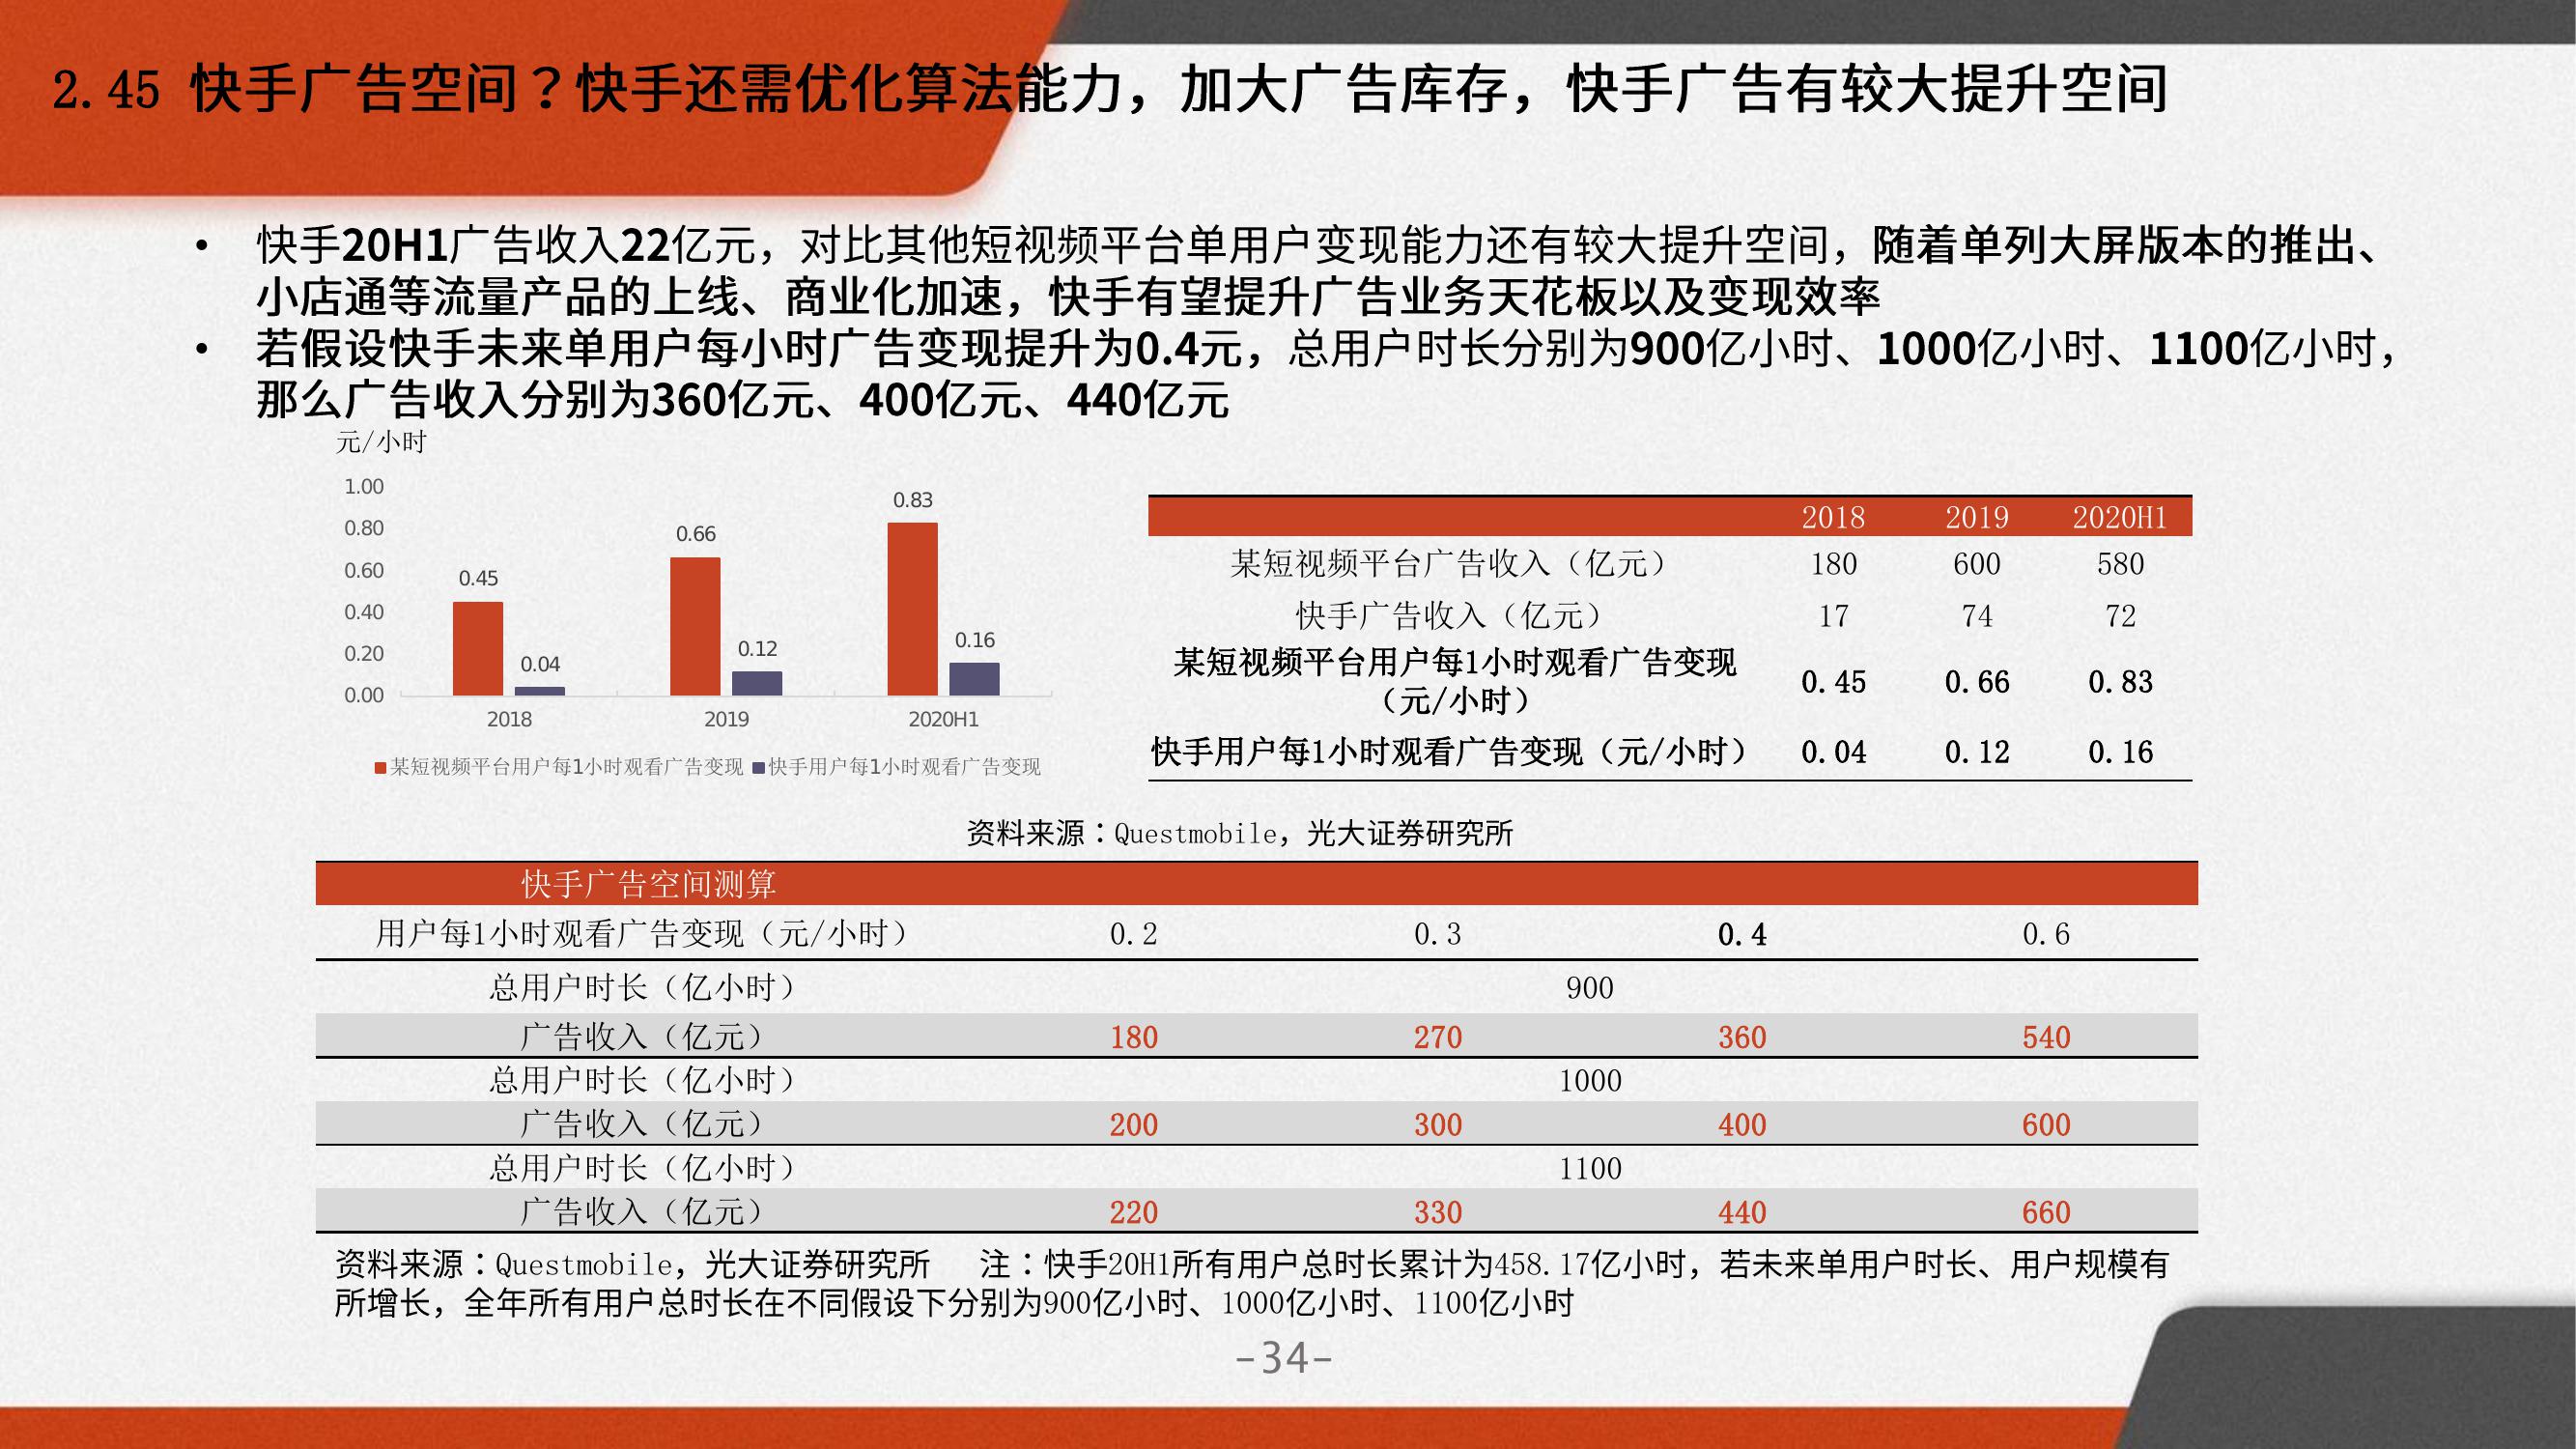 2.45 快手广告空间？快手还需优化算法能力，加大广告库存，快手广告有较大提升空间
• 快手20H1广告收入22亿元，对比其他短视频平台单用户变现能力还有较大提升空间，随着单列大屏版本的推出、
小店通等流量产品的上线、商业化加速，快手有望提升广告业务天花板以及变现效率
• 若假设快手未来单用户每小时广告变现提升为0.4元，总用户时长分别为900亿小时、1000亿小时、1100亿小时，
那么广告收入分别为360亿元、400亿元、440亿元
元/小时
1.00
0.80
0.60
0.40
0.20
0.00
0.45
0.04
0.66
0.12
0.83
0.16
2018 2019 2020H1
某短视频平台用户每1小时观看广告变现 快手用户每1小时观看广告变现
2018 2019 2020H1
某短视频平台广告收入（亿元） 180 600 580
快手广告收入（亿元） 17 74 72
某短视频平台用户每1小时观看广告变现
（元/小时） 0.45 0.66 0.83
快手用户每1小时观看广告变现（元/小时） 0.04 0.12 0.16
资料来源：Questmobile，光大证券研究所
快手广告空间测算
用户每1小时观看广告变现（元/小时） 0.2 0.3 0.4 0.6
总用户时长（亿小时） 900
广告收入（亿元） 180 270 360 540
总用户时长（亿小时） 1000
广告收入（亿元） 200 300 400 600
总用户时长（亿小时） 1100
广告收入（亿元） 220 330 440 660
资料来源：Questmobile，光大证券研究所 注：快手20H1所有用户总时长累计为458.17亿小时，若未来单用户时长、用户规模有
所增长，全年所有用户总时长在不同假设下分别为900亿小时、1000亿小时、1100亿小时
-34-